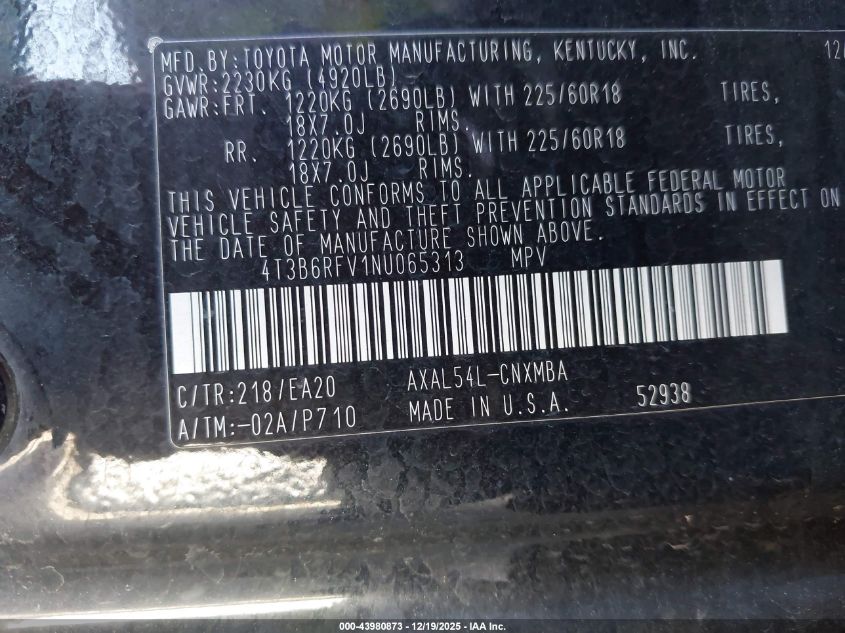 MFD. BY: TOYOTA MOTOR MANUFACTURING, KENTUCKY, INC. 12/
GVWR: 2230KG (4920LB)
GAWR: FRT. 1220KG (2690LB) WITH 225/60R18 TIRES,
18X7.0J RIMS.
RR. 1220KG (2690LB) WITH 225/60R18 TIRES,
18X7.0J RIMS.
THIS VEHICLE CONFORMS TO ALL APPLICABLE FEDERAL MOTOR
VEHICLE SAFETY AND THEFT PREVENTION STANDARDS IN EFFECT ON
THE DATE OF MANUFACTURE SHOWN ABOVE.
4T3B6RFV1NU065313 MPV
C/TR: 218/EA20 AXAL54L-CNXMBA
A/TM: -02A/P710 MADE IN U.S.A. 52938
000-43980873 - 12/19/2025 - IAA Inc.